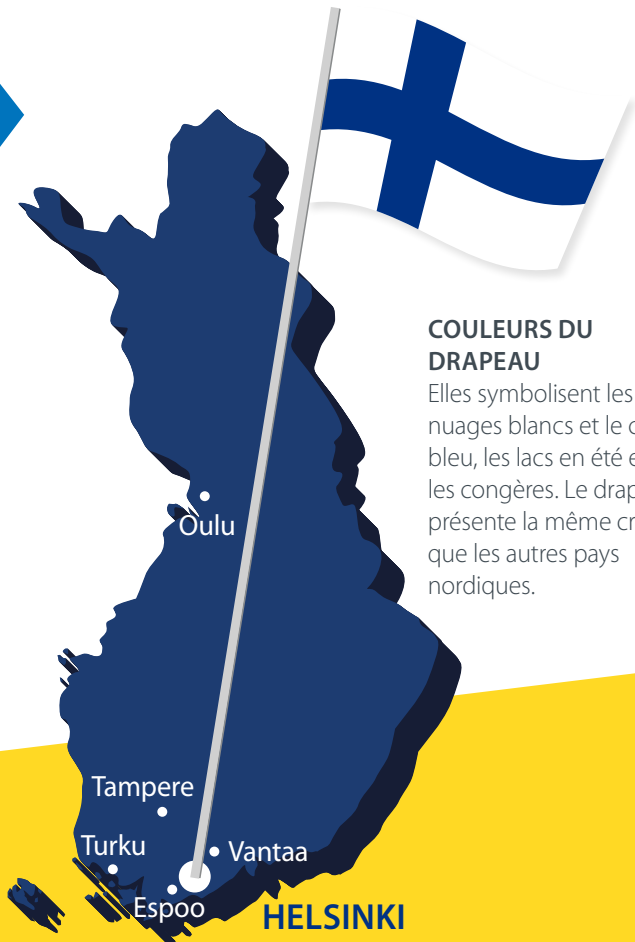 COULEURS DU
DRAPEAU
Elles symbolisent les
nuages blancs et le
bleu, les lacs en été
les congères. Le
présente la même
que les autres pays
nordiques.
Oulu
Tampere
Turku
Vantaa
Espoo
HELSINKI